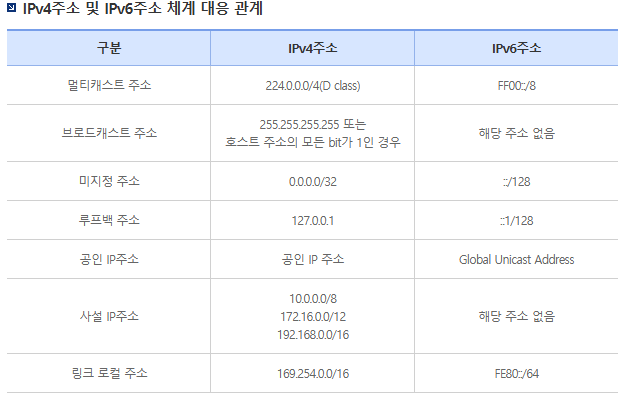 IPv4주소 및 IPv6주소 체계 대응 관계
구분 IPv4주소 IPv6주소
멀티캐스트 주소 224.0.0.0/4(D class) FF00::/8
브로드캐스트 주소 255.255.255.255 또는 호스트 주소의 모든 bit가 1인 경우 해당 주소 없음
미지정 주소 0.0.0.0/32 ::/128
루프백 주소 127.0.0.1 ::1/128
공인 IP주소 공인 IP 주소 Global Unicast Address
사설 IP주소 10.0.0.0/8 172.16.0.0/12 192.168.0.0/16 해당 주소 없음
링크 로컬 주소 169.254.0.0/16 FE80::/64